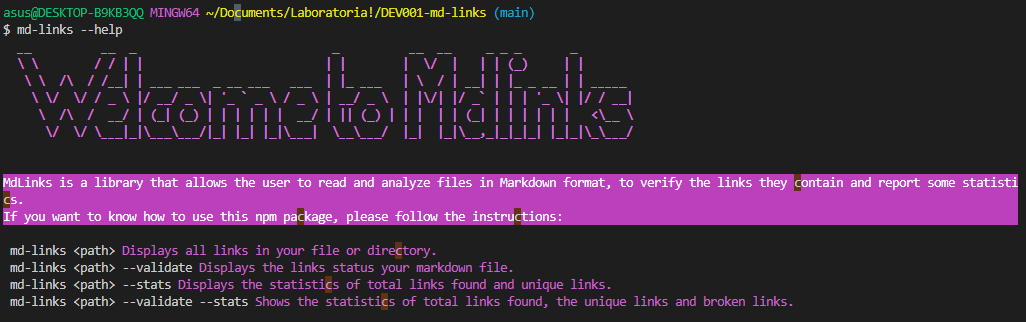 asus@DESKTOP-B9KB3QQ MINGW64 ~/Documents/Laboratoria!/DEV001-md-links (main)
$ md-links --help
Welcome to MdLinks
MdLinks is a library that allows the user to read and analyze files in Markdown format, to verify the links they contain and report some statisti
cs.
If you want to know how to use this npm package, please follow the instructions:
md-links <path> Displays all links in your file or directory.
md-links <path> --validate Displays the links status your markdown file.
md-links <path> --stats Displays the statistics of total links found and unique links.
md-links <path> --validate --stats Shows the statistics of total links found, the unique links and broken links.